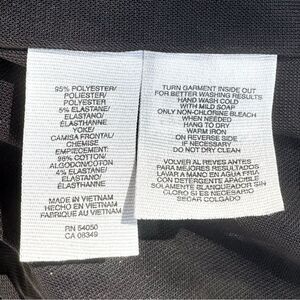 95% POLYESTER/
POLIESTER/
POLYESTER
5% ELASTANE/
ELASTANO/
ÉLASTHANNE
YOKE/
CAMISA FRONTAL/
CHEMISE
EMPIECEMENT:
96% COTTON/
ALGODON/COTON
4% ELASTANE/
ELASTANO/
ÉLASTHANNE
MADE IN VIETNAM
HECHO EN VIETNAM
FABRIQUÉ AU VIETNAM
RN 54050
CA 08349
TURN GARMENT INSIDE OUT
FOR BETTER WASHING RESULTS
HAND WASH COLD
WITH MILD SOAP
ONLY NON-CHLORINE BLEACH
WHEN NEEDED
HANG TO DRY
WARM IRON
ON REVERSE SIDE
IF NECESSARY
DO NOT DRY CLEAN
VOLVER AL REVES ANTES
PARA MEJORES RESULTADOS
LAVAR A MANO EN AGUA FRIA
CON DETERGENTE APACIBLE
SOLAMENTE BLANQUEADOR SIN
CLORO SI ES NECESARIO
SECAR COLGADO